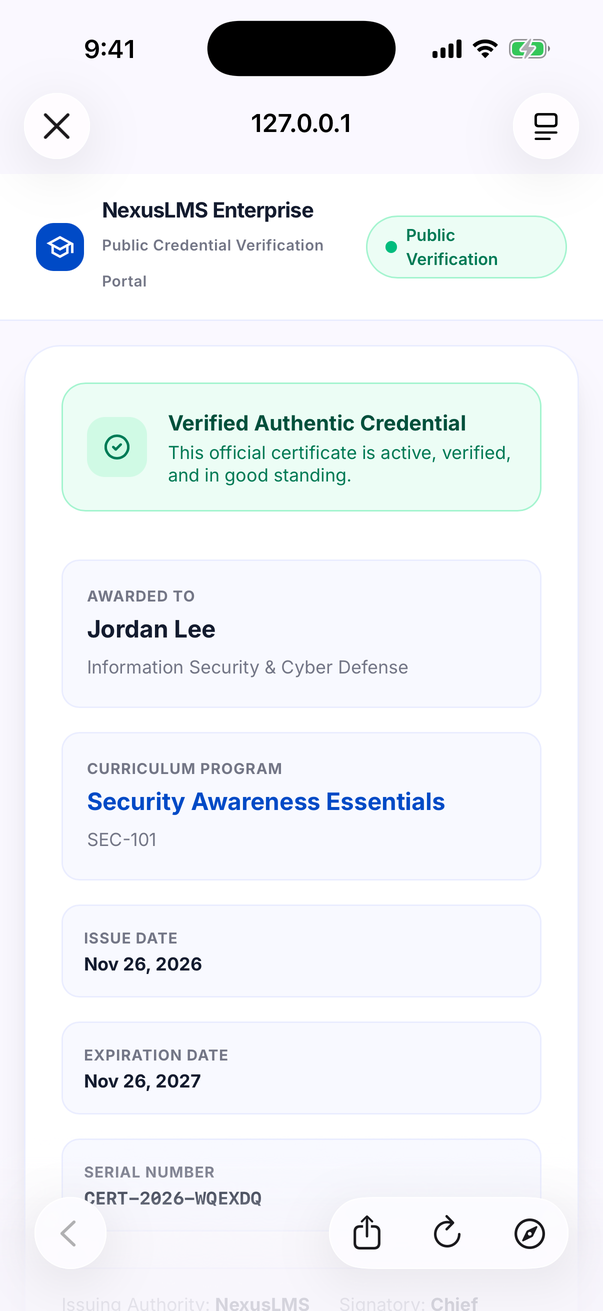 9:41
127.0.0.1
NexusLMS Enterprise
Public Credential Verification
Portal
Public
Verification
Verified Authentic Credential
This official certificate is active, verified,
and in good standing.
AWARDED TO
Jordan Lee
Information Security & Cyber Defense
CURRICULUM PROGRAM
Security Awareness Essentials
SEC-101
ISSUE DATE
Nov 26, 2026
EXPIRATION DATE
Nov 26, 2027
SERIAL NUMBER
CERT-2026-WQEXDQ
Issuing Authority: NexusLMS Signatory: Chief